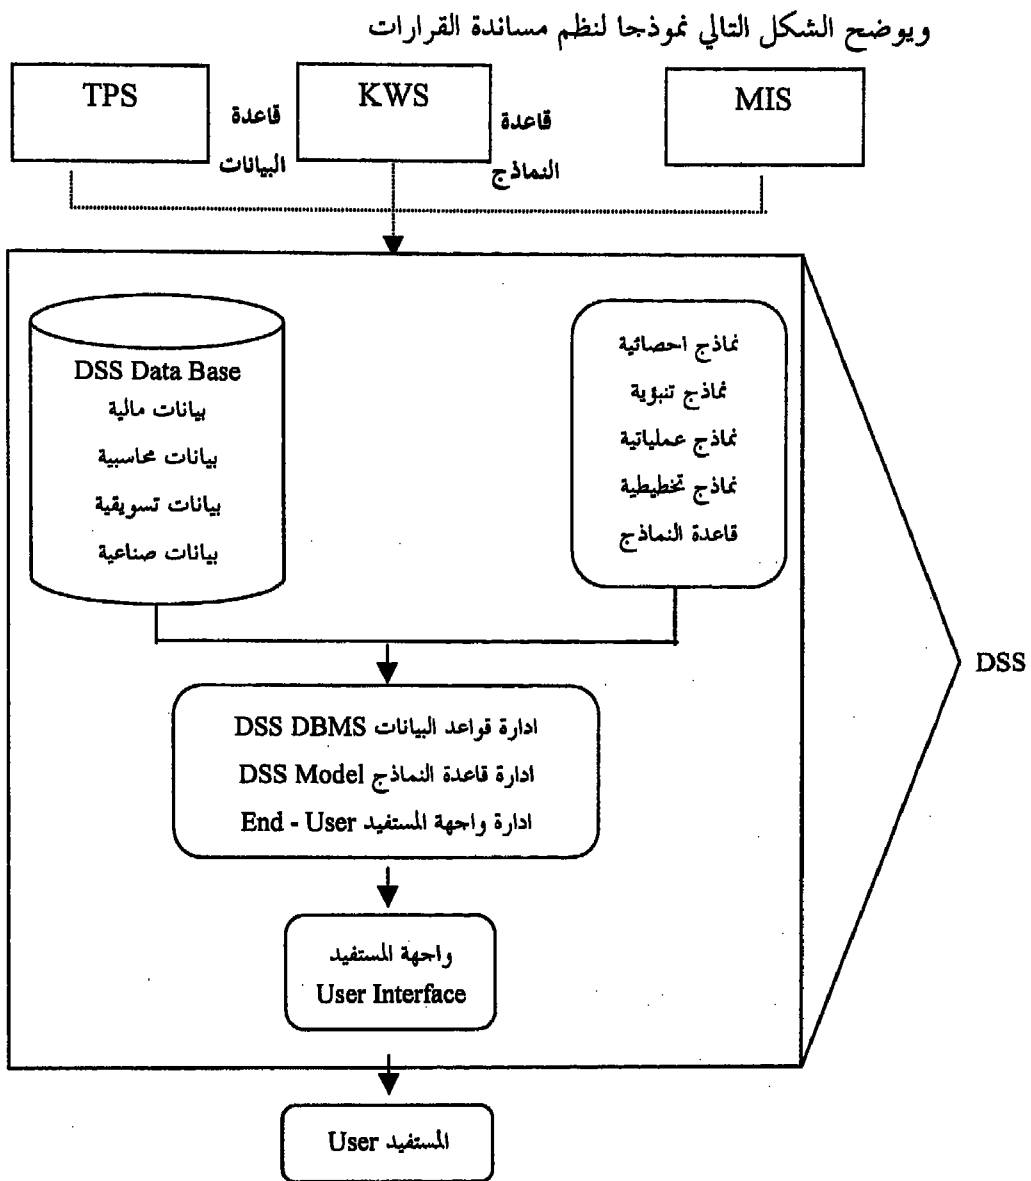 ويوضح الشكل التالي نموذجا لنظم مساندة القرارات
TPS
قاعدة
البيانات
KWS
قاعدة
النماذج
MIS
DSS Data Base
بيانات مالية
بيانات محاسبية
بيانات تسويقية
بيانات صناعية
نماذج احصائية
نماذج تنبؤية
نماذج عملياتية
نماذج تخطيطية
قاعدة النماذج
DSS
ادارة قواعد البيانات DSS DBMS
ادارة قاعدة النماذج DSS Model
ادارة واجهة المستفيد End - User
واجهة المستفيد
User Interface
المستفيد User